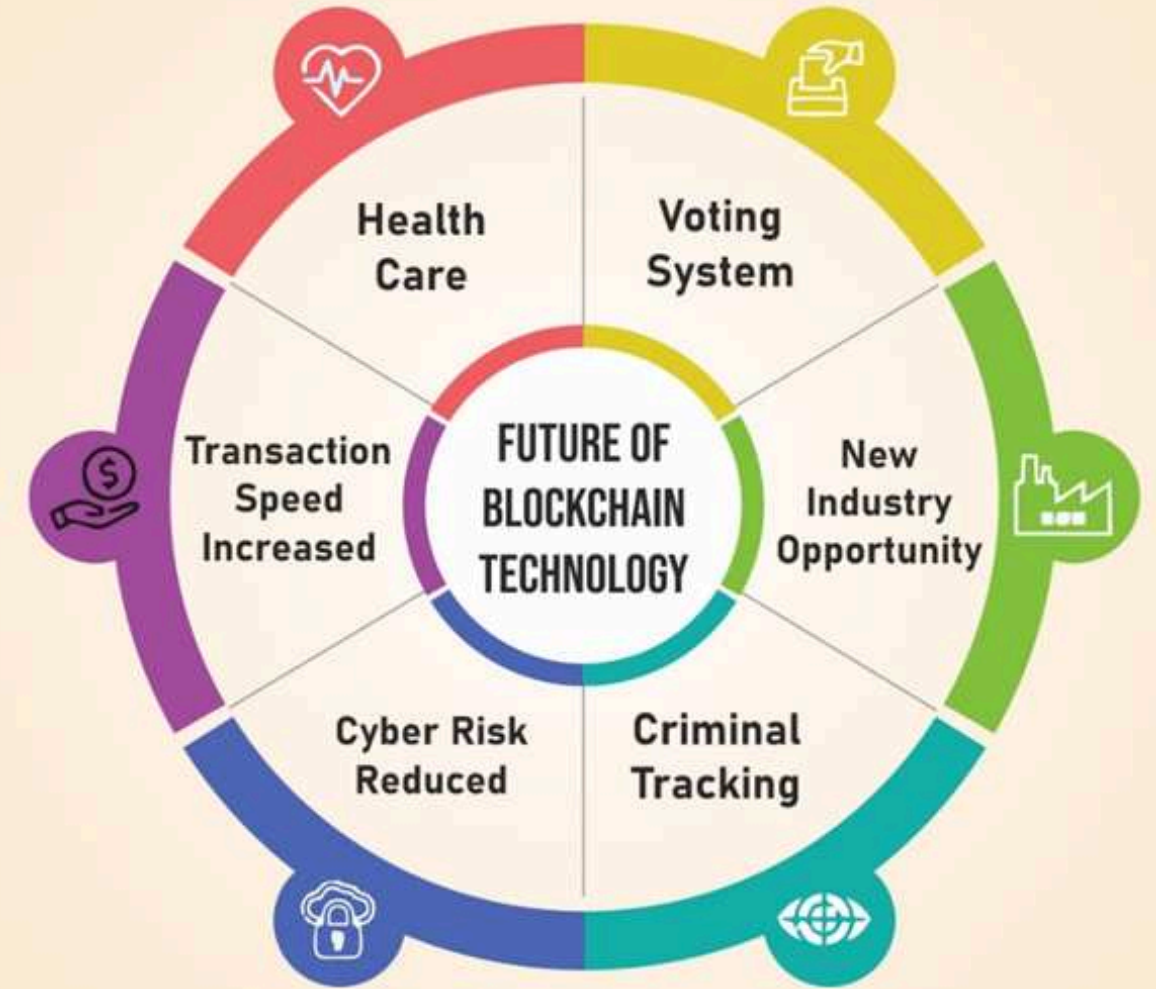 FUTURE OF
BLOCKCHAIN
TECHNOLOGY
Health
Care
Voting
System
New
Industry
Opportunity
Criminal
Tracking
Cyber Risk
Reduced
Transaction
Speed
Increased